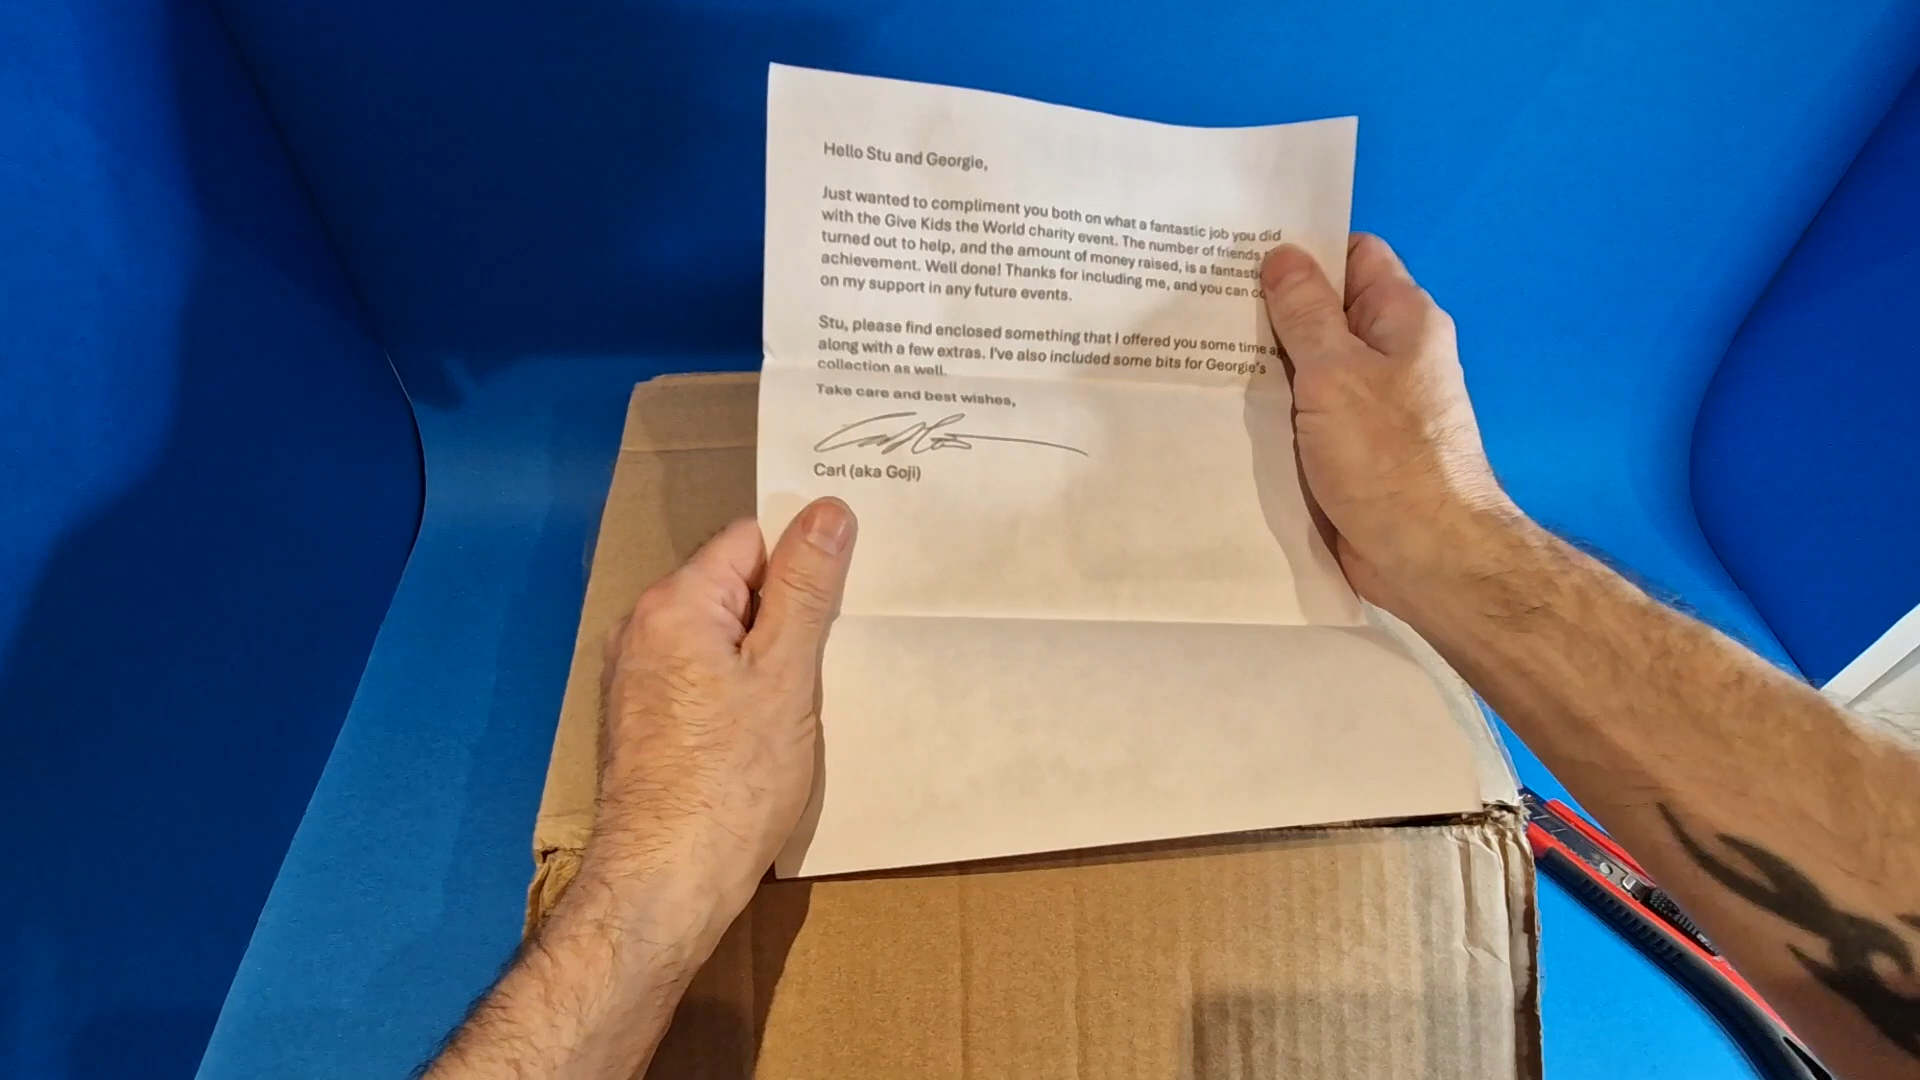 Hello Stu and Georgie,
Just wanted to compliment you both on what a fantastic job you did
with the Give Kids the World charity event. The number of friends
turned out to help, and the amount of money raised, is a fantastic
achievement. Well done! Thanks for including me, and you can
on my support in any future events.
Stu, please find enclosed something that I offered you some time
along with a few extras. I've also included some bits for Georgie's
collection as well.
Take care and best wishes,
Carl (aka Goji)